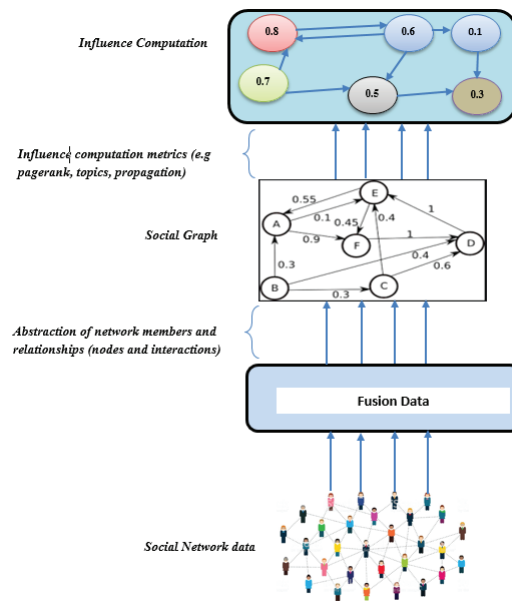 Influence Computation
0.8
0.6
0.1
0.7
0.5
0.3
Influence computation metrics (e.g
pagerank, topics, propagation)
Social Graph
E
0.55
0.1
0.45
0.4
1
A
0.9
F
1
D
0.3
0.4
0.6
B
0.3
C
Abstraction of network members and
relationships (nodes and interactions)
Fusion Data
Social Network data